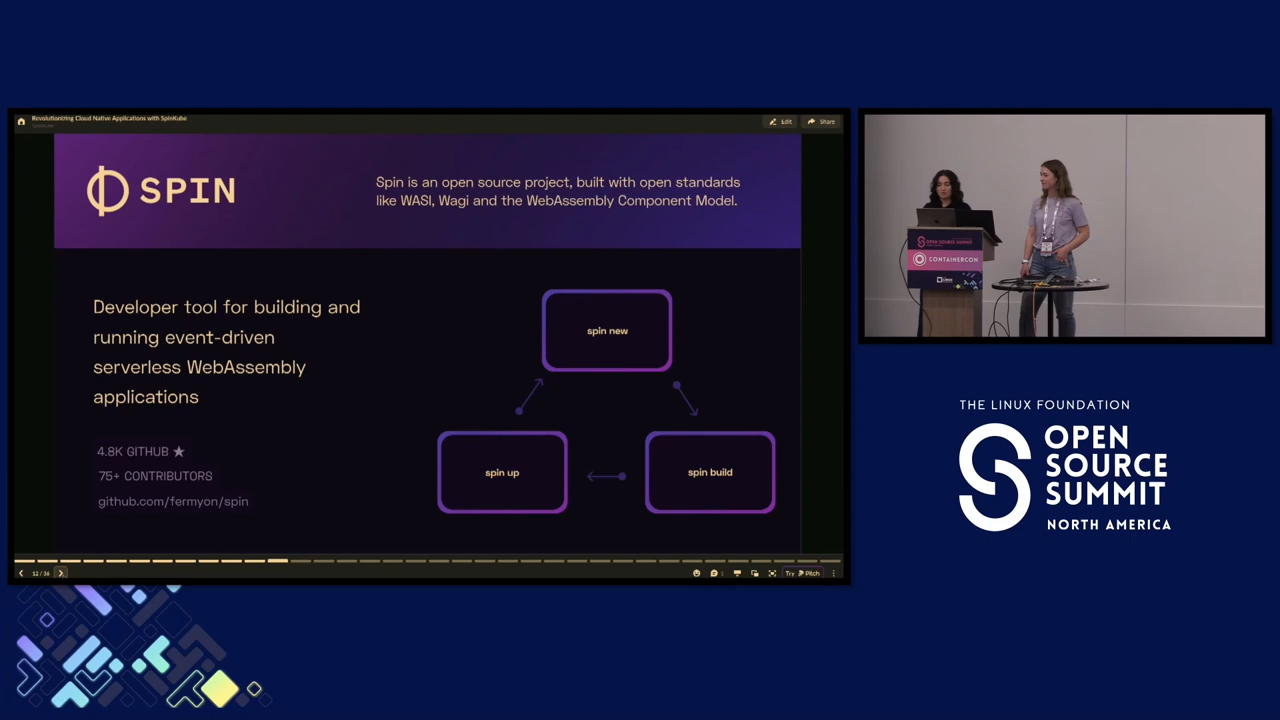 Revolutionizing Cloud Native Applications with SpinKube
Edit
Share
SPIN
Spin is an open source project, built with open standards
like WASI, Wagi and the WebAssembly Component Model.
Developer tool for building and
running event-driven
serverless WebAssembly
applications
4.8K GITHUB ★
75+ CONTRIBUTORS
github.com/fermyon/spin
spin new
spin up
spin build
12 / 36
Try Pitch
OPEN SOURCE SUMMIT
CONTAINERCON
THE LINUX FOUNDATION
OPEN
SOURCE
SUMMIT
NORTH AMERICA